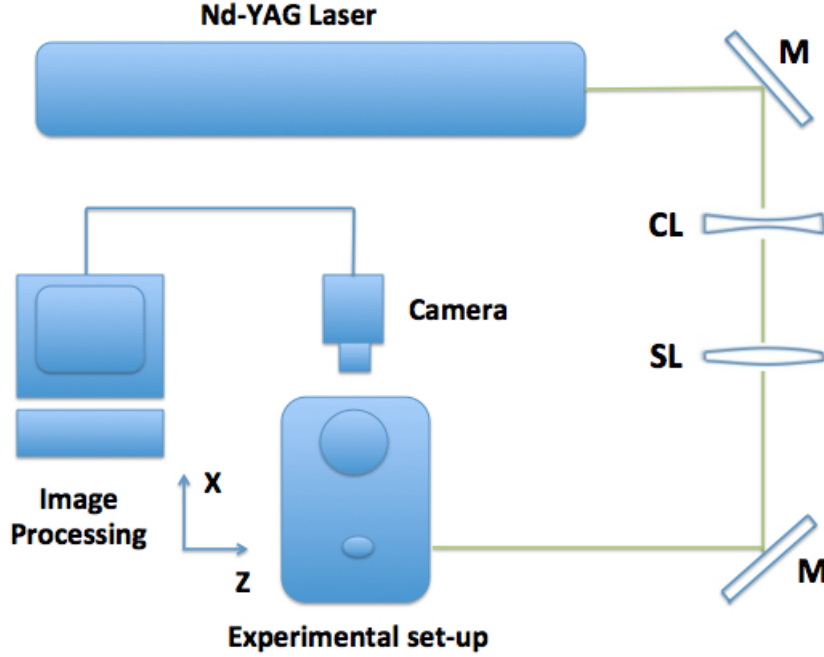 Nd-YAG Laser
M
CL
Camera
SL
X
Image
Processing
Z
M
Experimental set-up